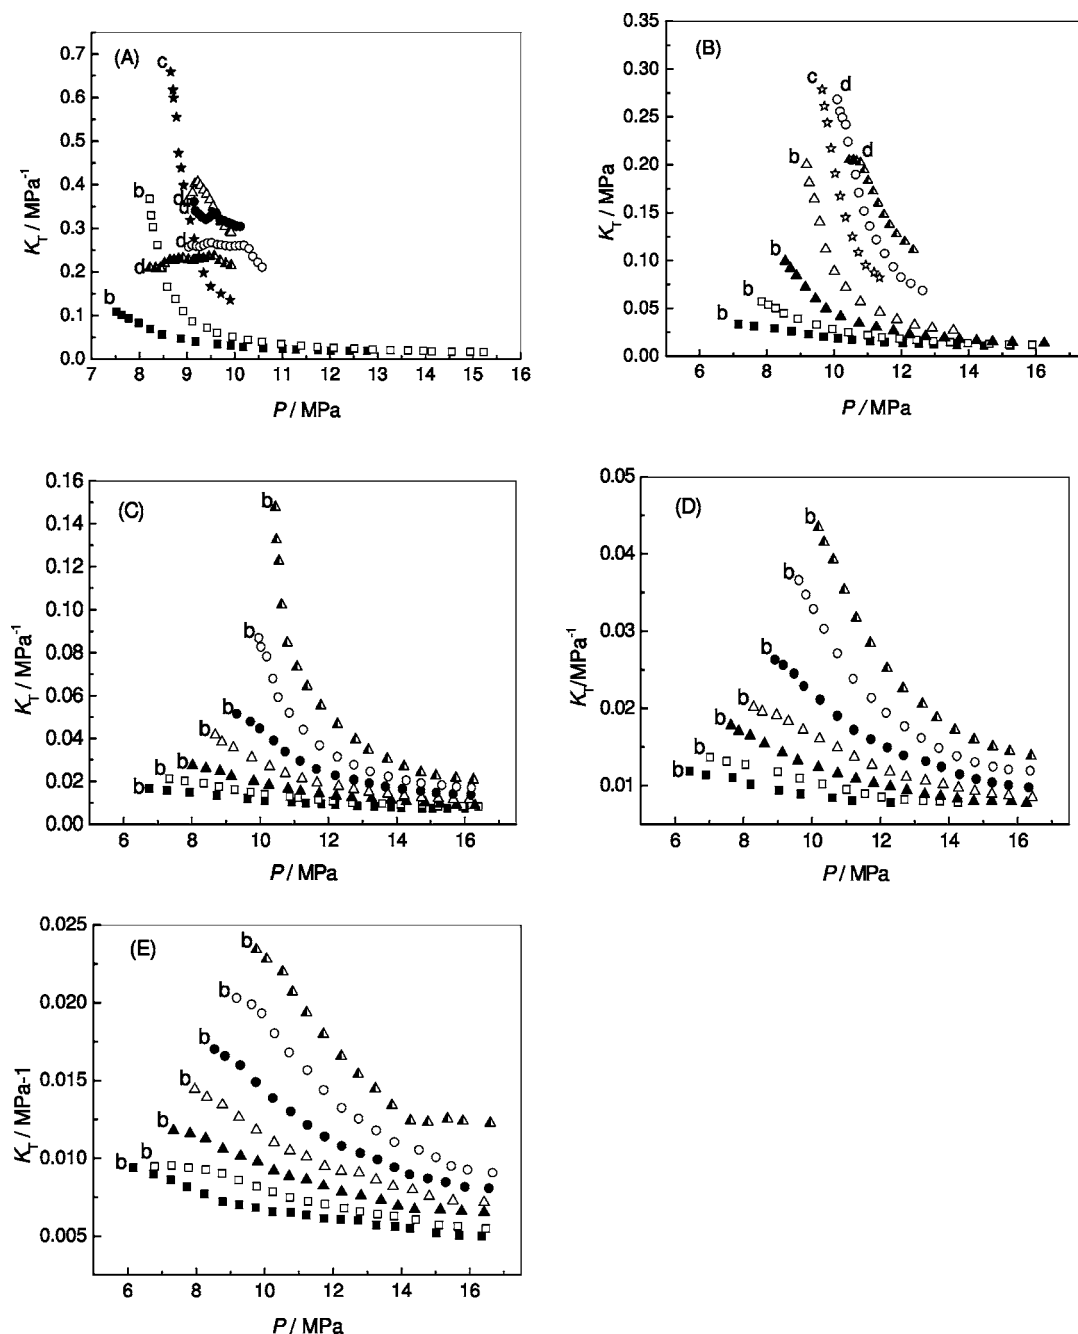 (A)
0.7
0.6
0.5
0.4
0.3
0.2
0.1
0.0
K_T / MPa^-1
c
b
d
d
d
b
7 8 9 10 11 12 13 14 15 16
P / MPa
(B)
0.35
0.30
0.25
0.20
0.15
0.10
0.05
0.00
K_T / MPa
c
d
b
d
b
b
b
6 8 10 12 14 16
P / MPa
(C)
0.16
0.14
0.12
0.10
0.08
0.06
0.04
0.02
0.00
K_T / MPa^-1
b
b
b
b
b
b
b
6 8 10 12 14 16
P / MPa
(D)
0.05
0.04
0.03
0.02
0.01
K_T/MPa^-1
b
b
b
b
b
b
b
6 8 10 12 14 16
P / MPa
(E)
0.025
0.020
0.015
0.010
0.005
K_T / MPa-1
b
b
b
b
b
b
b
6 8 10 12 14 16
P / MPa